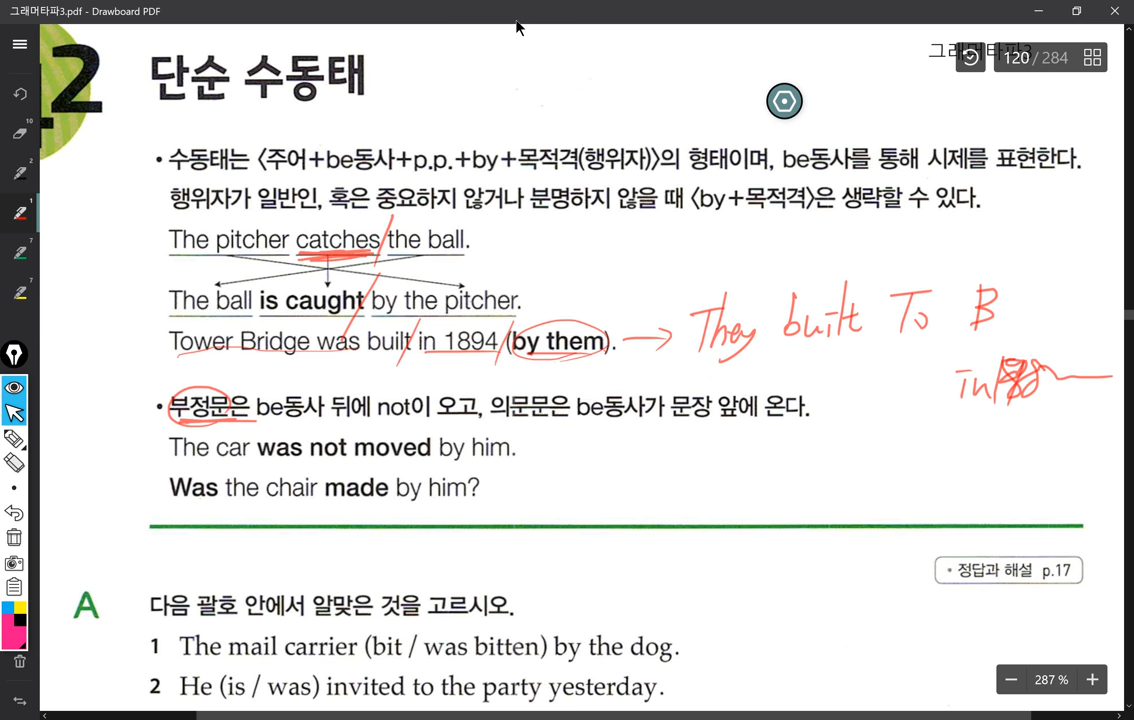 그래머타파3.pdf - Drawboard PDF
120 / 284
2 단순 수동태
• 수동태는 〈주어+be동사+p.p.+by+목적격(행위자)〉의 형태이며, be동사를 통해 시제를 표현한다.
행위자가 일반인, 혹은 중요하지 않거나 분명하지 않을 때 〈by+목적격〉은 생략할 수 있다.
The pitcher catches the ball.
The ball is caught by the pitcher.
Tower Bridge was built in 1894 (by them).
They built To B
in
• 부정문은 be동사 뒤에 not이 오고, 의문문은 be동사가 문장 앞에 온다.
The car was not moved by him.
Was the chair made by him?
• 정답과 해설 p.17
A 다음 괄호 안에서 알맞은 것을 고르시오.
1 The mail carrier (bit / was bitten) by the dog.
2 He (is / was) invited to the party yesterday.
287 %
10
2
1
7
7